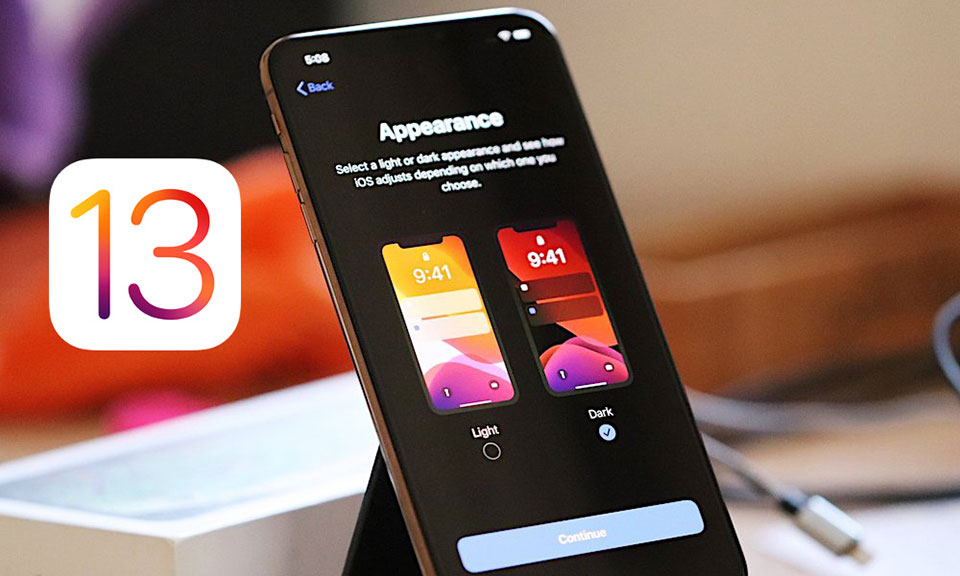 5:08
Back
Appearance
Select a light or dark appearance and see how
iOS adjusts depending on which one you
choose.
13
9:41
9:41
Light
Dark
Continue